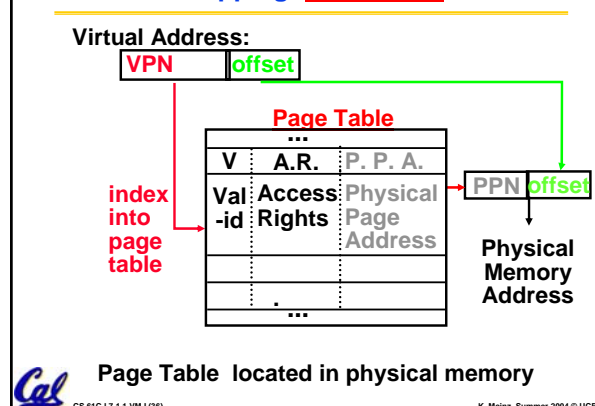 Virtual Address:
VPN offset
Page Table
...
V A.R. P. P. A.
Val Access Physical
-id Rights Page
Address
index
into
page
table
PPN offset
Physical
Memory
Address
.
...
Page Table located in physical memory
Cal